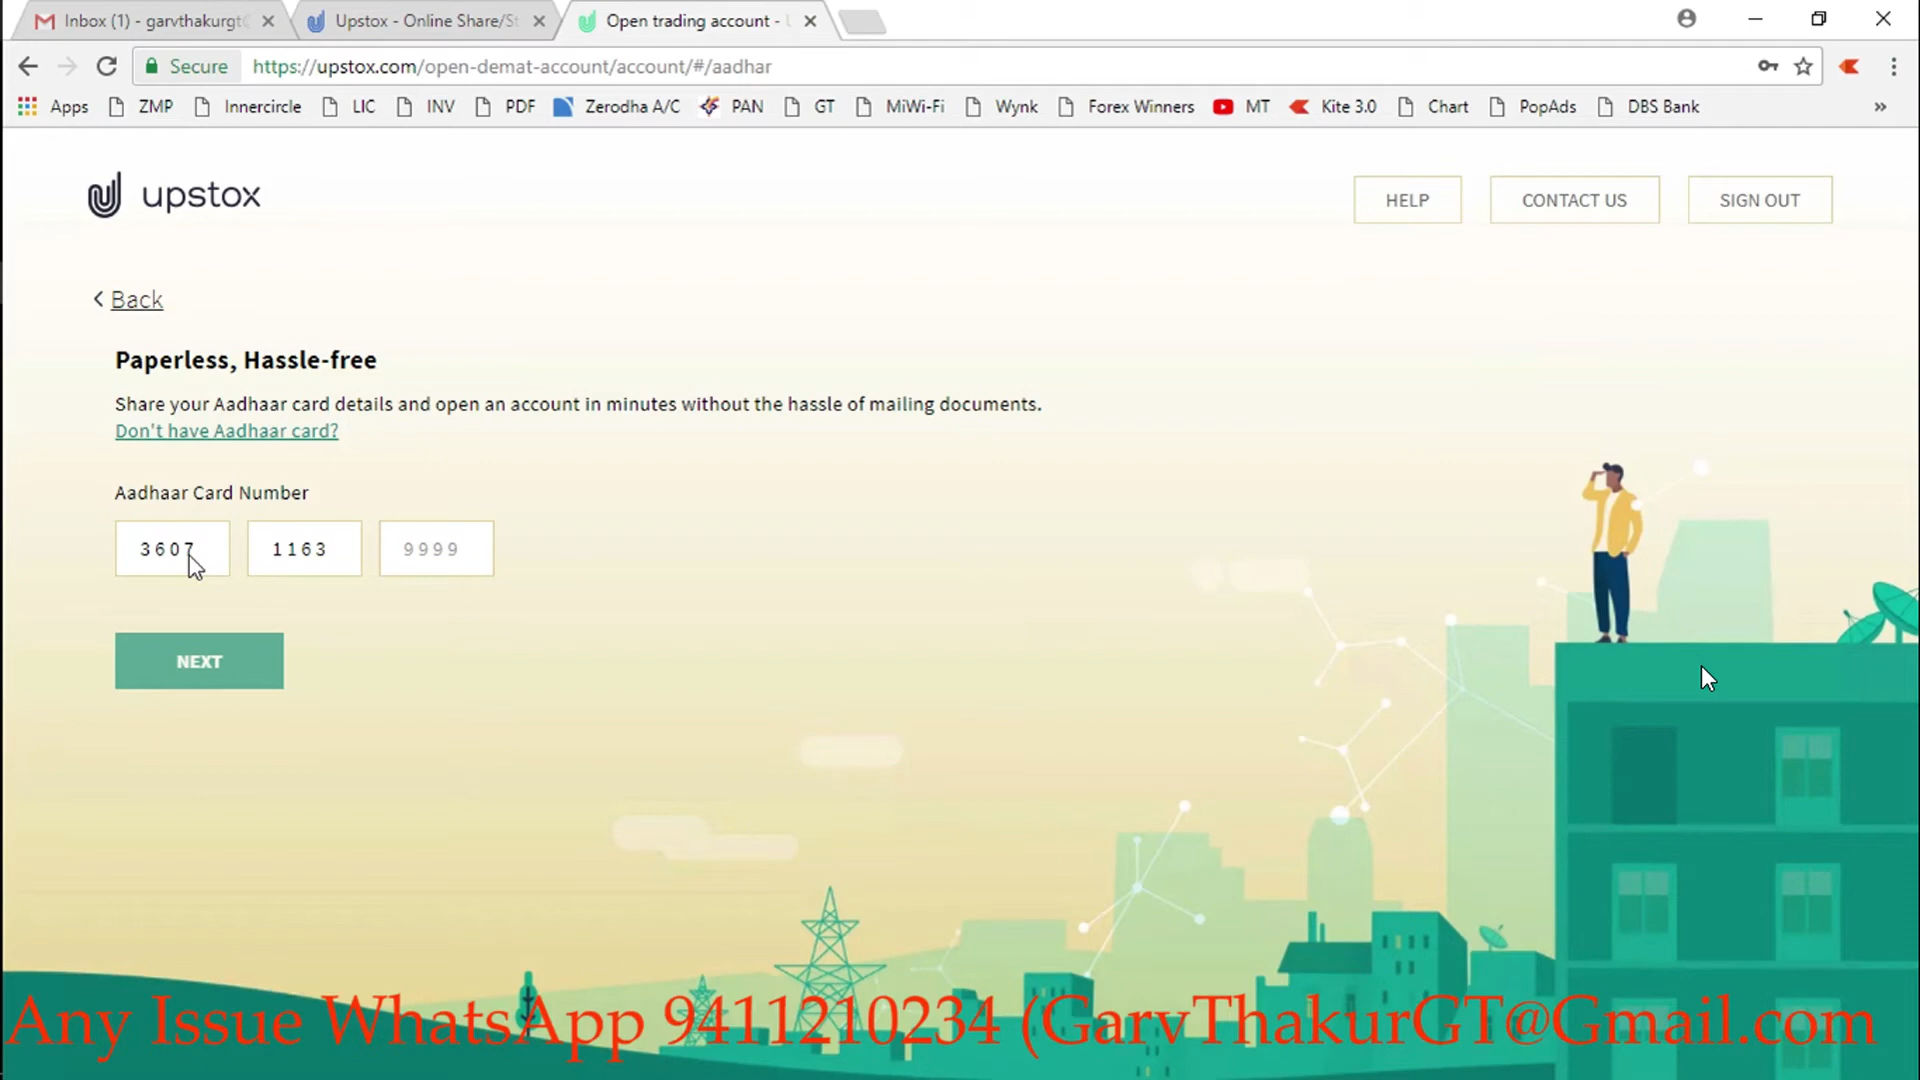 Inbox (1) - garvthakurgt
Upstox - Online Share/St
Open trading account - U
Secure
https://upstox.com/open-demat-account/account/#/aadhar
Apps
ZMP
Innercircle
LIC
INV
PDF
Zerodha A/C
PAN
GT
MiWi-Fi
Wynk
Forex Winners
MT
Kite 3.0
Chart
PopAds
DBS Bank
»
upstox
HELP
CONTACT US
SIGN OUT
Back
Paperless, Hassle-free
Share your Aadhaar card details and open an account in minutes without the hassle of mailing documents.
Don't have Aadhaar card?
Aadhaar Card Number
3607 1163 9999
NEXT
Any Issue WhatsApp 9411210234 (GarvThakurGT@Gmail.com